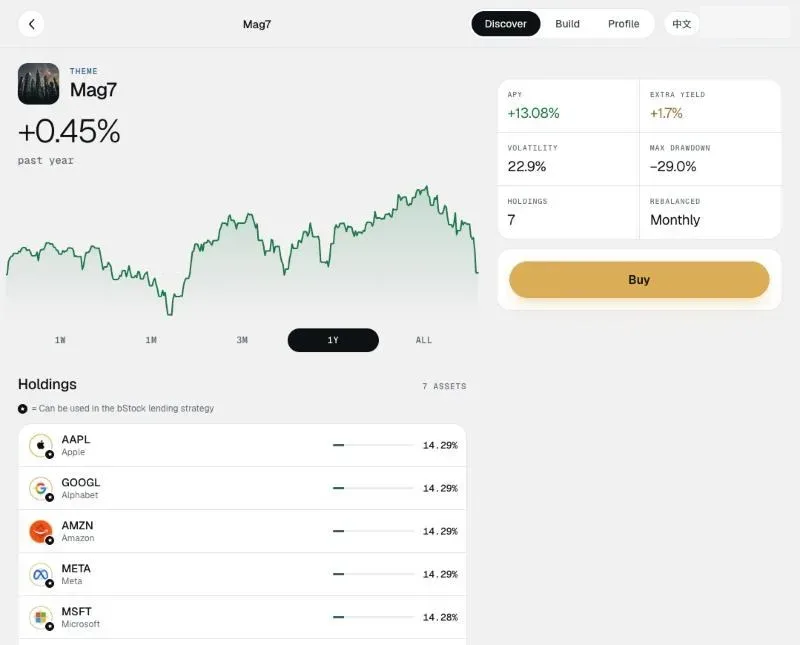 Mag7
Discover
Build
Profile
中文
THEME
Mag7
+0.45%
past year
APY
+13.08%
EXTRA YIELD
+1.7%
VOLATILITY
22.9%
MAX DRAWDOWN
−29.0%
HOLDINGS
7
REBALANCED
Monthly
Buy
1W
1M
3M
1Y
ALL
Holdings
7 ASSETS
= Can be used in the bStock lending strategy
AAPL
Apple
14.29%
GOOGL
Alphabet
14.29%
AMZN
Amazon
14.29%
META
Meta
14.29%
MSFT
Microsoft
14.28%